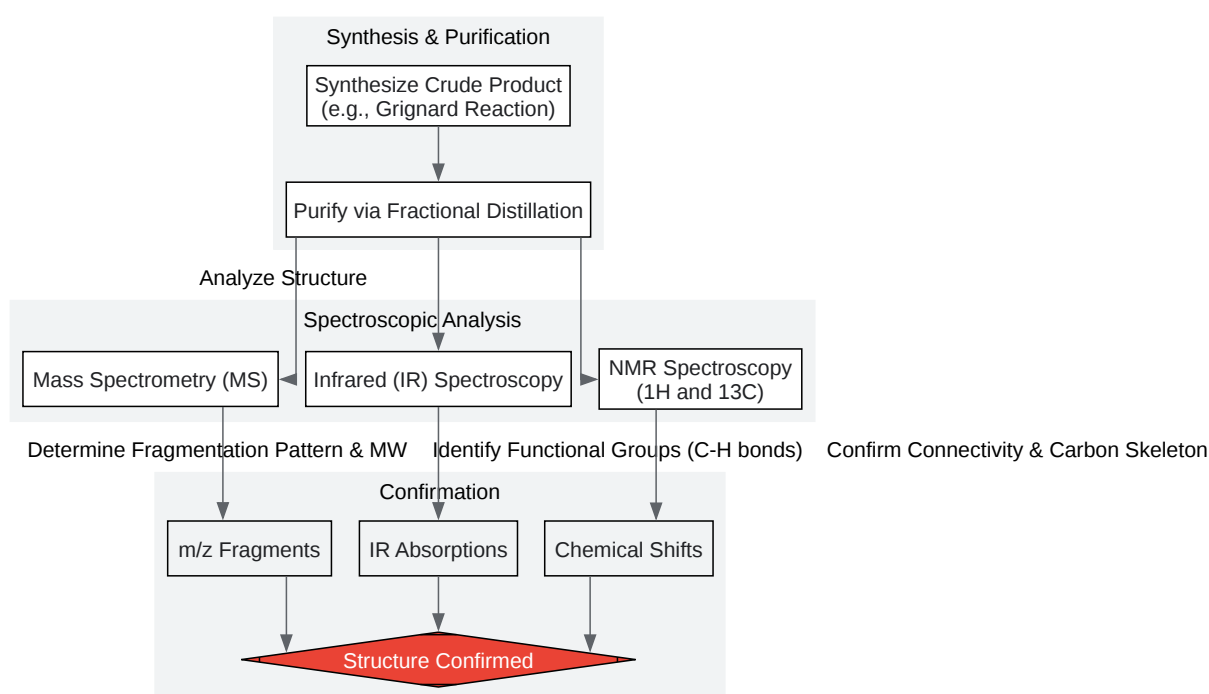 Synthesis & Purification
Synthesize Crude Product
(e.g., Grignard Reaction)
Purify via Fractional Distillation
Analyze Structure
Spectroscopic Analysis
Mass Spectrometry (MS)
Infrared (IR) Spectroscopy
NMR Spectroscopy
(1H and 13C)
Determine Fragmentation Pattern & MW
Identify Functional Groups (C-H bonds)
Confirm Connectivity & Carbon Skeleton
Confirmation
m/z Fragments
IR Absorptions
Chemical Shifts
Structure Confirmed